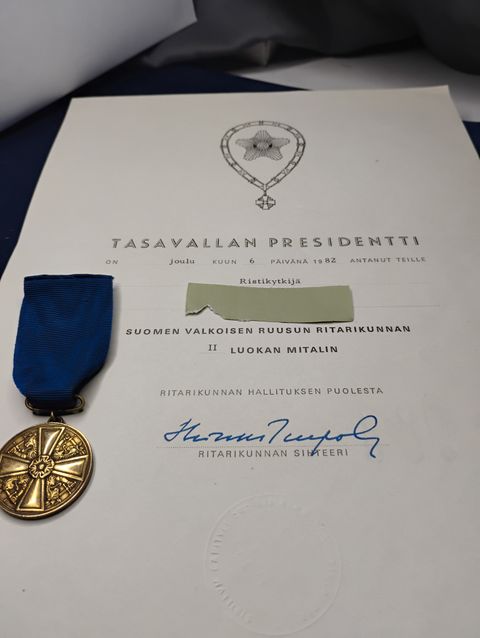 TASAVALLAN PRESIDENTTI
ON joulu KUUN 6 PÄIVÄNÄ 1982 ANTANUT TEILLE
Ristikytkijä
SUOMEN VALKOISEN RUUSUN RITARIKUNNAN
II LUOKAN MITALIN
RITARIKUNNAN HALLITUKSEN PUOLESTA
RITARIKUNNAN SIHTEERI